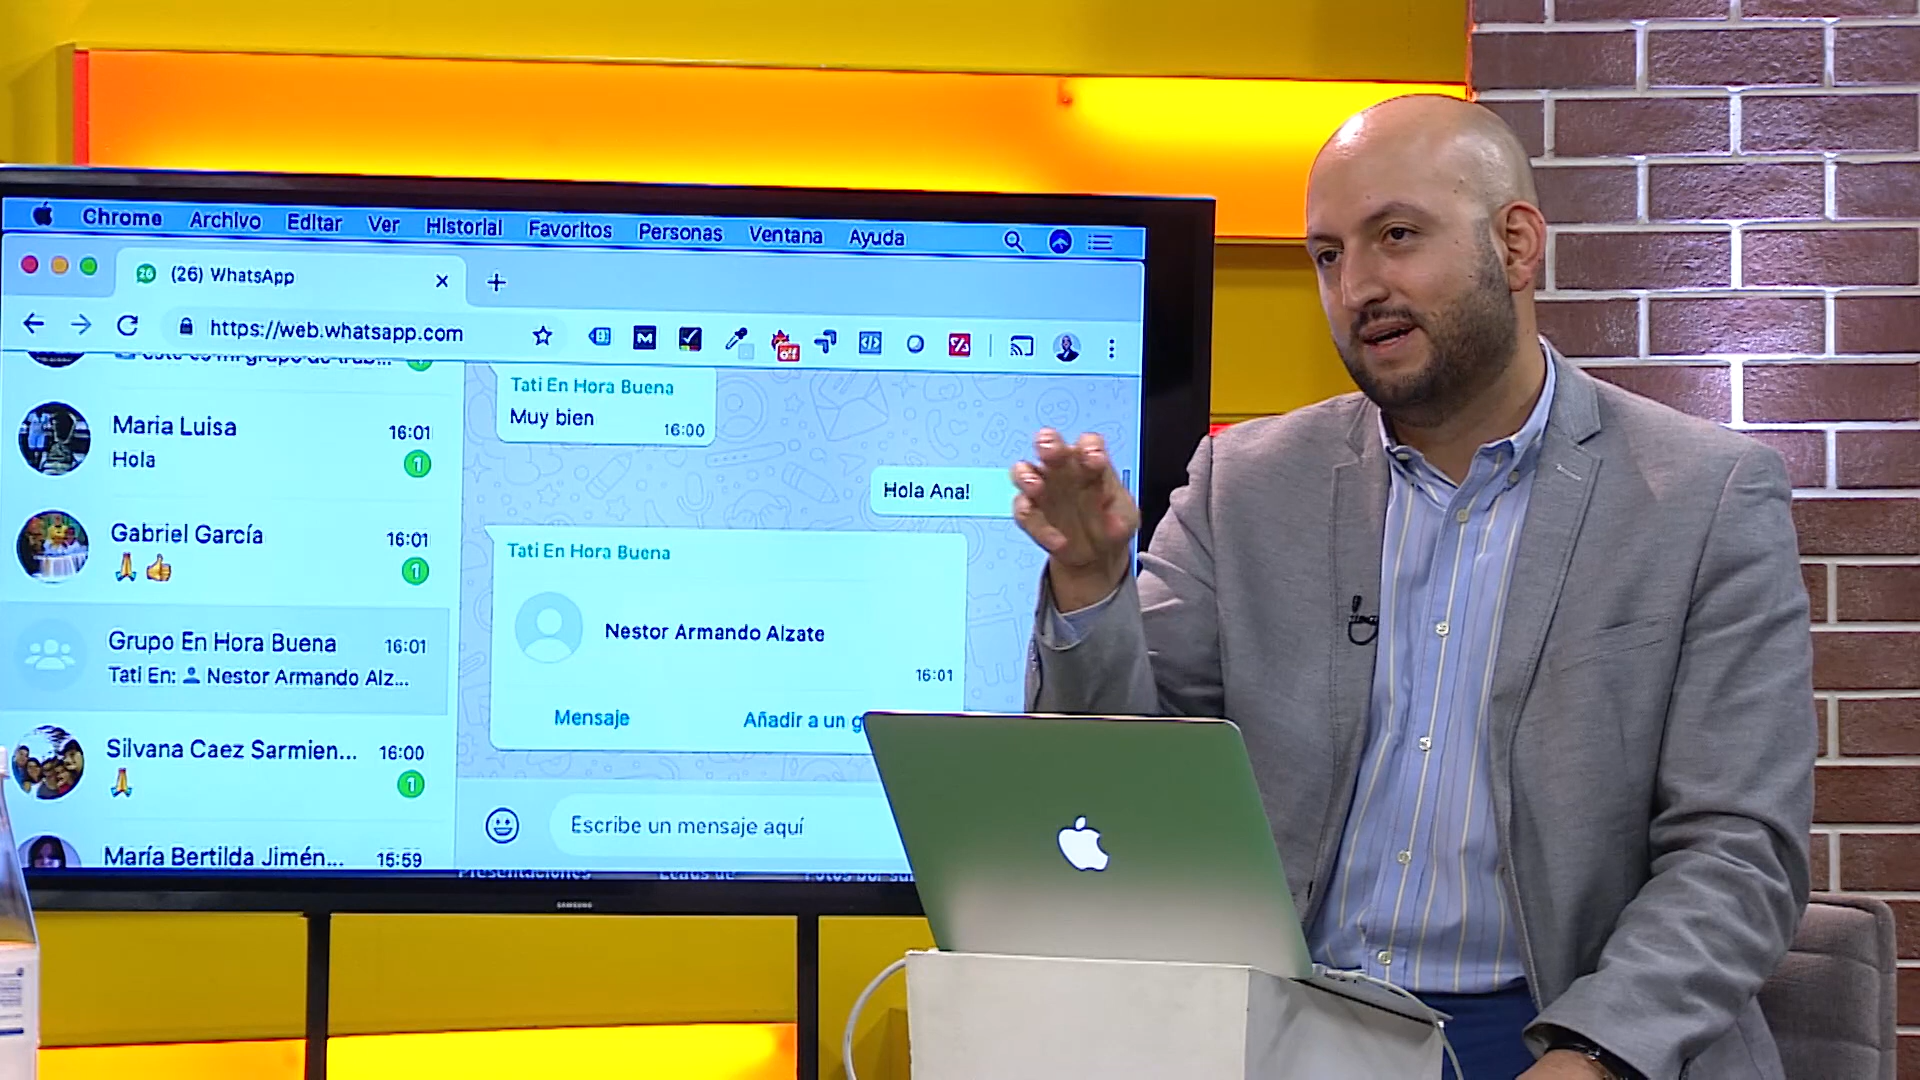 Chrome Archivo Editar Ver Historial Favoritos Personas Ventana Ayuda
26 (26) WhatsApp
https://web.whatsapp.com
off
Maria Luisa 16:01
Hola 1
Gabriel García 16:01
1
Grupo En Hora Buena 16:01
Tati En: Nestor Armando Alz...
Silvana Caez Sarmien... 16:00
1
María Bertilda Jimén... 15:59
Tati En Hora Buena
Muy bien 16:00
Hola Ana!
Tati En Hora Buena
Nestor Armando Alzate
16:01
Mensaje Añadir a un g
Escribe un mensaje aquí
SAMSUNG